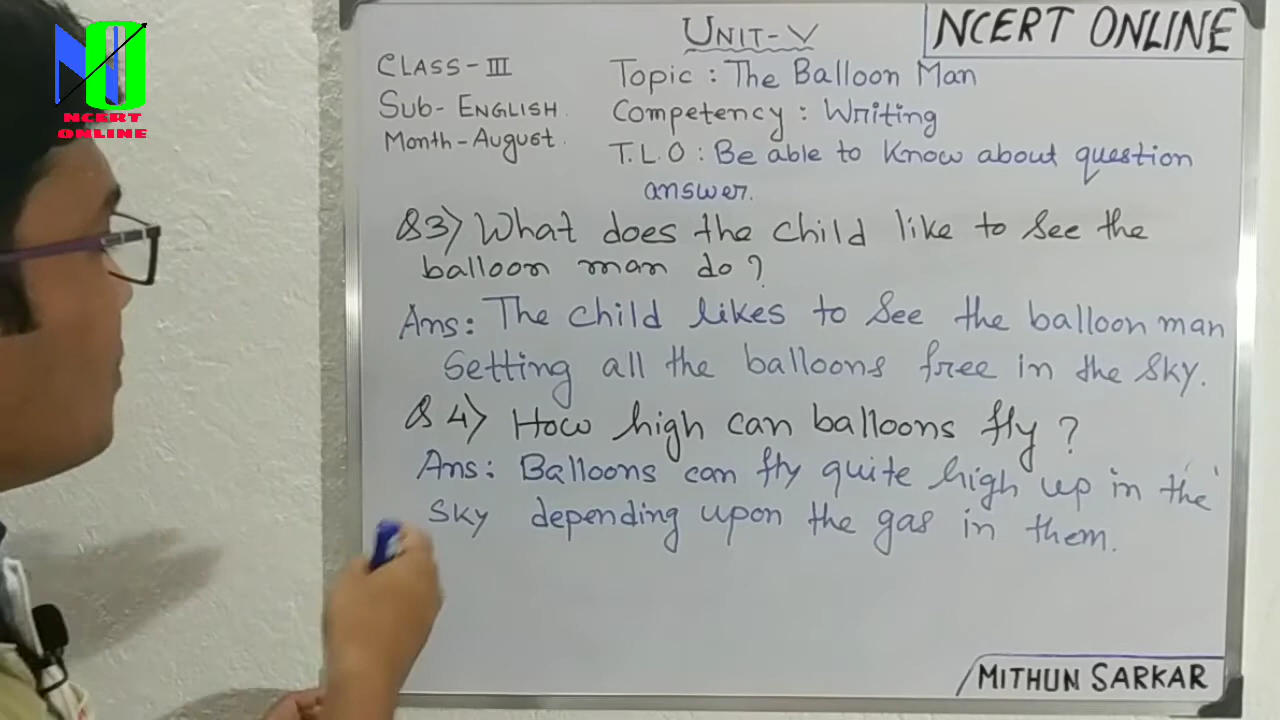 NIO
NCERT
ONLINE
UNIT-V
NCERT ONLINE
CLASS-III
Sub- ENGLISH.
Month-August.
Topic : The Balloon Man
Competency : Writing
T.L.O : Be able to Know about question
answer.
Q3) What does the child like to see the
balloon man do?
Ans: The child likes to see the balloon man
Setting all the balloons free in the sky.
Q4) How high can balloons fly?
Ans: Balloons can fly quite high up in the
sky depending upon the gas in them.
MITHUN SARKAR